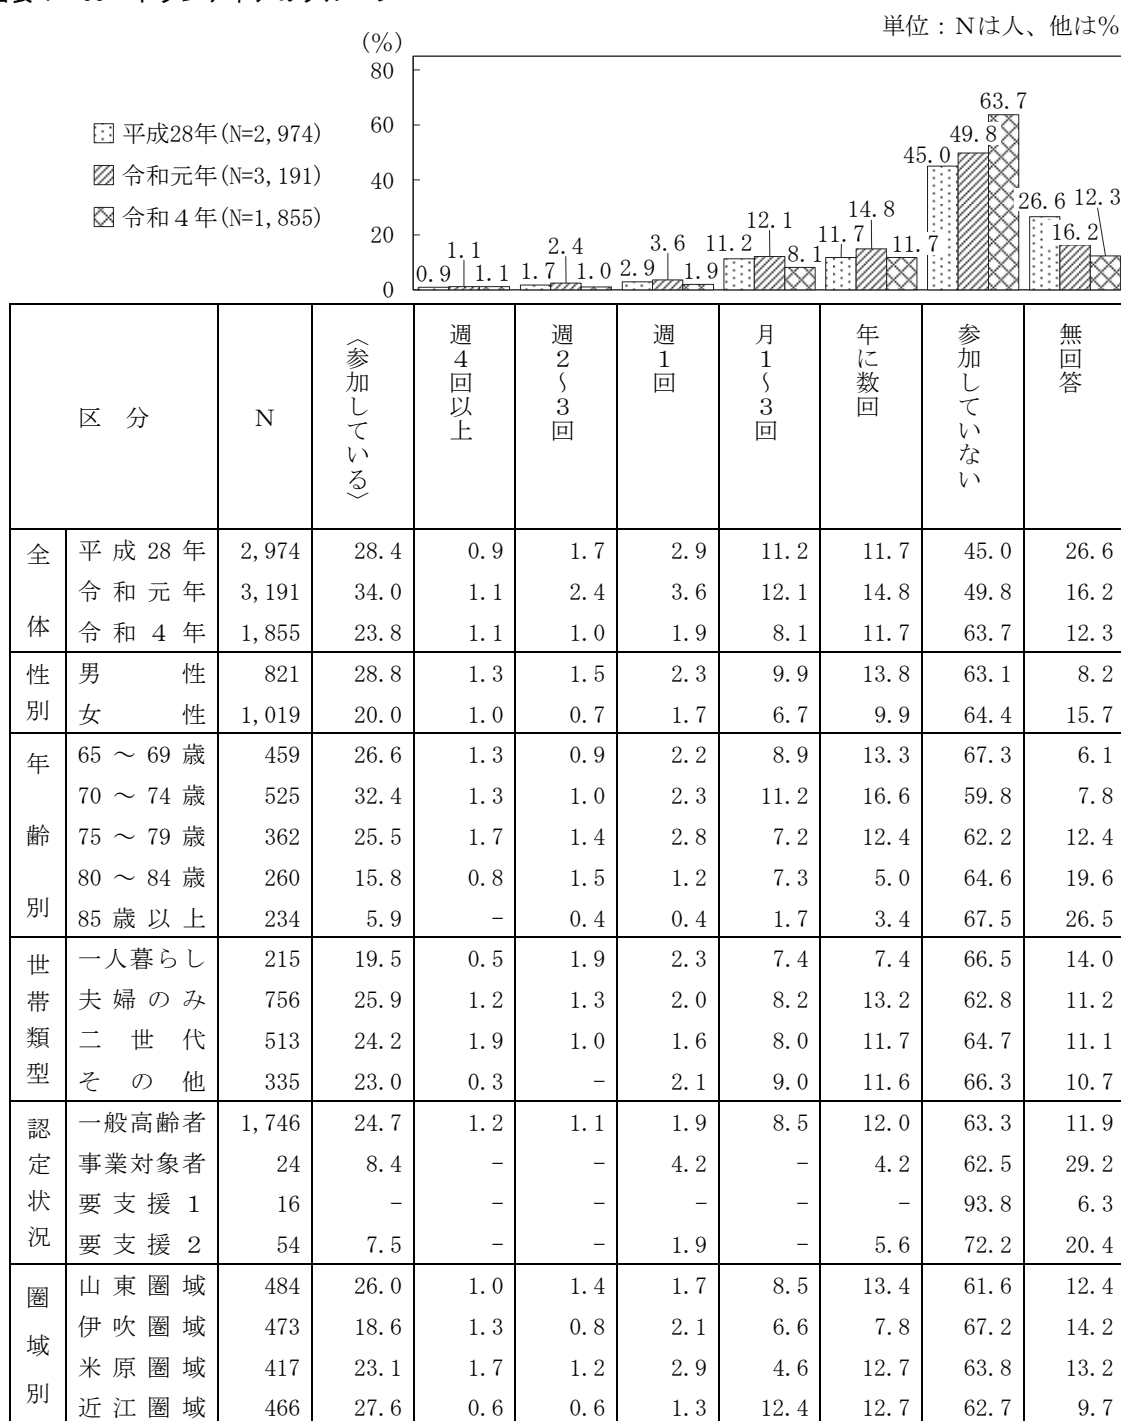 単位：Nは人、他は％
(％)
80
60
40
20
0
平成28年(N=2,974)
令和元年(N=3,191)
令和４年(N=1,855)
0.9 1.1 1.1 1.7 2.4 1.0 2.9 3.6 1.9 11.2 12.1 8.1 11.7 14.8 11.7 45.0 49.8 63.7 26.6 16.2 12.3
区分 N 〈参加している〉 週４回以上 週２～３回 週１回 月１～３回 年に数回 参加していない 無回答
全体
平成28年 2,974 28.4 0.9 1.7 2.9 11.2 11.7 45.0 26.6
令和元年 3,191 34.0 1.1 2.4 3.6 12.1 14.8 49.8 16.2
令和４年 1,855 23.8 1.1 1.0 1.9 8.1 11.7 63.7 12.3
性別
男性 821 28.8 1.3 1.5 2.3 9.9 13.8 63.1 8.2
女性 1,019 20.0 1.0 0.7 1.7 6.7 9.9 64.4 15.7
年齢別
65～69歳 459 26.6 1.3 0.9 2.2 8.9 13.3 67.3 6.1
70～74歳 525 32.4 1.3 1.0 2.3 11.2 16.6 59.8 7.8
75～79歳 362 25.5 1.7 1.4 2.8 7.2 12.4 62.2 12.4
80～84歳 260 15.8 0.8 1.5 1.2 7.3 5.0 64.6 19.6
85歳以上 234 5.9 － 0.4 0.4 1.7 3.4 67.5 26.5
世帯類型
一人暮らし 215 19.5 0.5 1.9 2.3 7.4 7.4 66.5 14.0
夫婦のみ 756 25.9 1.2 1.3 2.0 8.2 13.2 62.8 11.2
二世代 513 24.2 1.9 1.0 1.6 8.0 11.7 64.7 11.1
その他 335 23.0 0.3 － 2.1 9.0 11.6 66.3 10.7
認定状況
一般高齢者 1,746 24.7 1.2 1.1 1.9 8.5 12.0 63.3 11.9
事業対象者 24 8.4 － － 4.2 － 4.2 62.5 29.2
要支援１ 16 － － － － － － 93.8 6.3
要支援２ 54 7.5 － － 1.9 － 5.6 72.2 20.4
圏域別
山東圏域 484 26.0 1.0 1.4 1.7 8.5 13.4 61.6 12.4
伊吹圏域 473 18.6 1.3 0.8 2.1 6.6 7.8 67.2 14.2
米原圏域 417 23.1 1.7 1.2 2.9 4.6 12.7 63.8 13.2
近江圏域 466 27.6 0.6 0.6 1.3 12.4 12.7 62.7 9.7